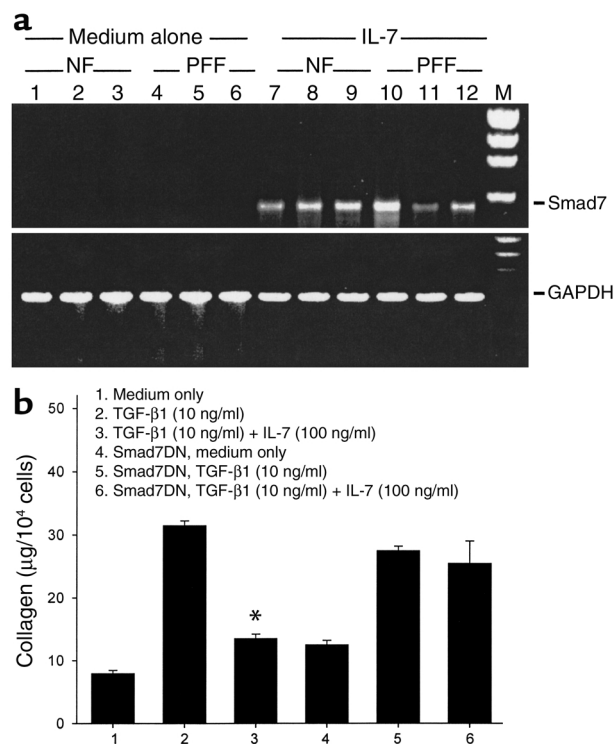 a
Medium alone IL-7
NF PFF NF PFF
1 2 3 4 5 6 7 8 9 10 11 12 M
Smad7
GAPDH
b
1. Medium only
2. TGF-β1 (10 ng/ml)
3. TGF-β1 (10 ng/ml) + IL-7 (100 ng/ml)
4. Smad7DN, medium only
5. Smad7DN, TGF-β1 (10 ng/ml)
6. Smad7DN, TGF-β1 (10 ng/ml) + IL-7 (100 ng/ml)
Collagen (µg/10⁴ cells)
50
40
30
20
10
0
*
1 2 3 4 5 6